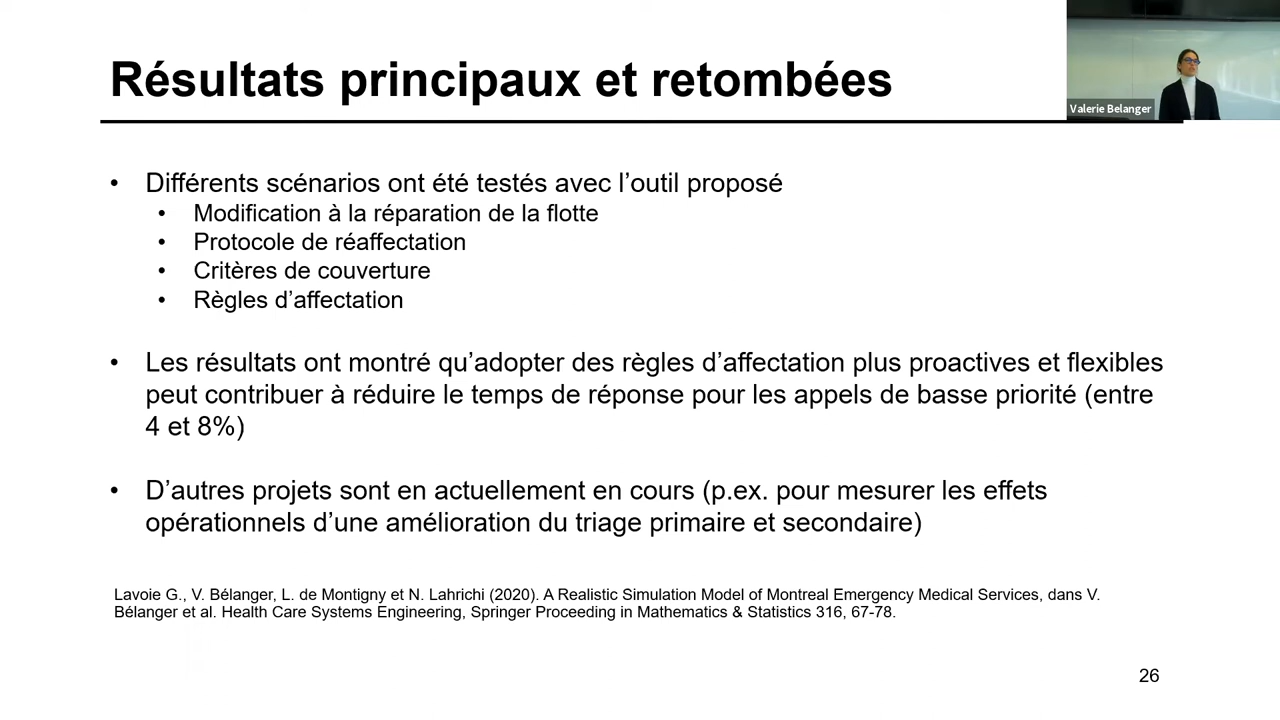 Résultats principaux et retombées
Valerie Belanger
• Différents scénarios ont été testés avec l’outil proposé
• Modification à la réparation de la flotte
• Protocole de réaffectation
• Critères de couverture
• Règles d’affectation
• Les résultats ont montré qu’adopter des règles d’affectation plus proactives et flexibles
peut contribuer à réduire le temps de réponse pour les appels de basse priorité (entre
4 et 8%)
• D’autres projets sont en actuellement en cours (p.ex. pour mesurer les effets
opérationnels d’une amélioration du triage primaire et secondaire)
Lavoie G., V. Bélanger, L. de Montigny et N. Lahrichi (2020). A Realistic Simulation Model of Montreal Emergency Medical Services, dans V.
Bélanger et al. Health Care Systems Engineering, Springer Proceeding in Mathematics & Statistics 316, 67-78.
26